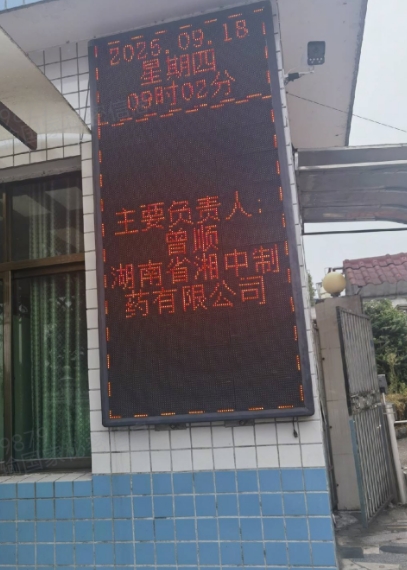 2025.09.18
星期四
09时02分
主要负责人:
曾顺
湖南省湘中制
药有限公司